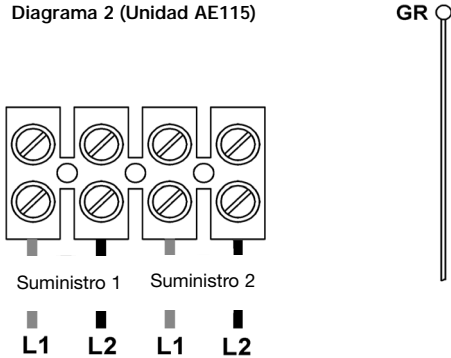 Diagrama 2 (Unidad AE115)
GR
Suministro 1 Suministro 2
L1 L2 L1 L2